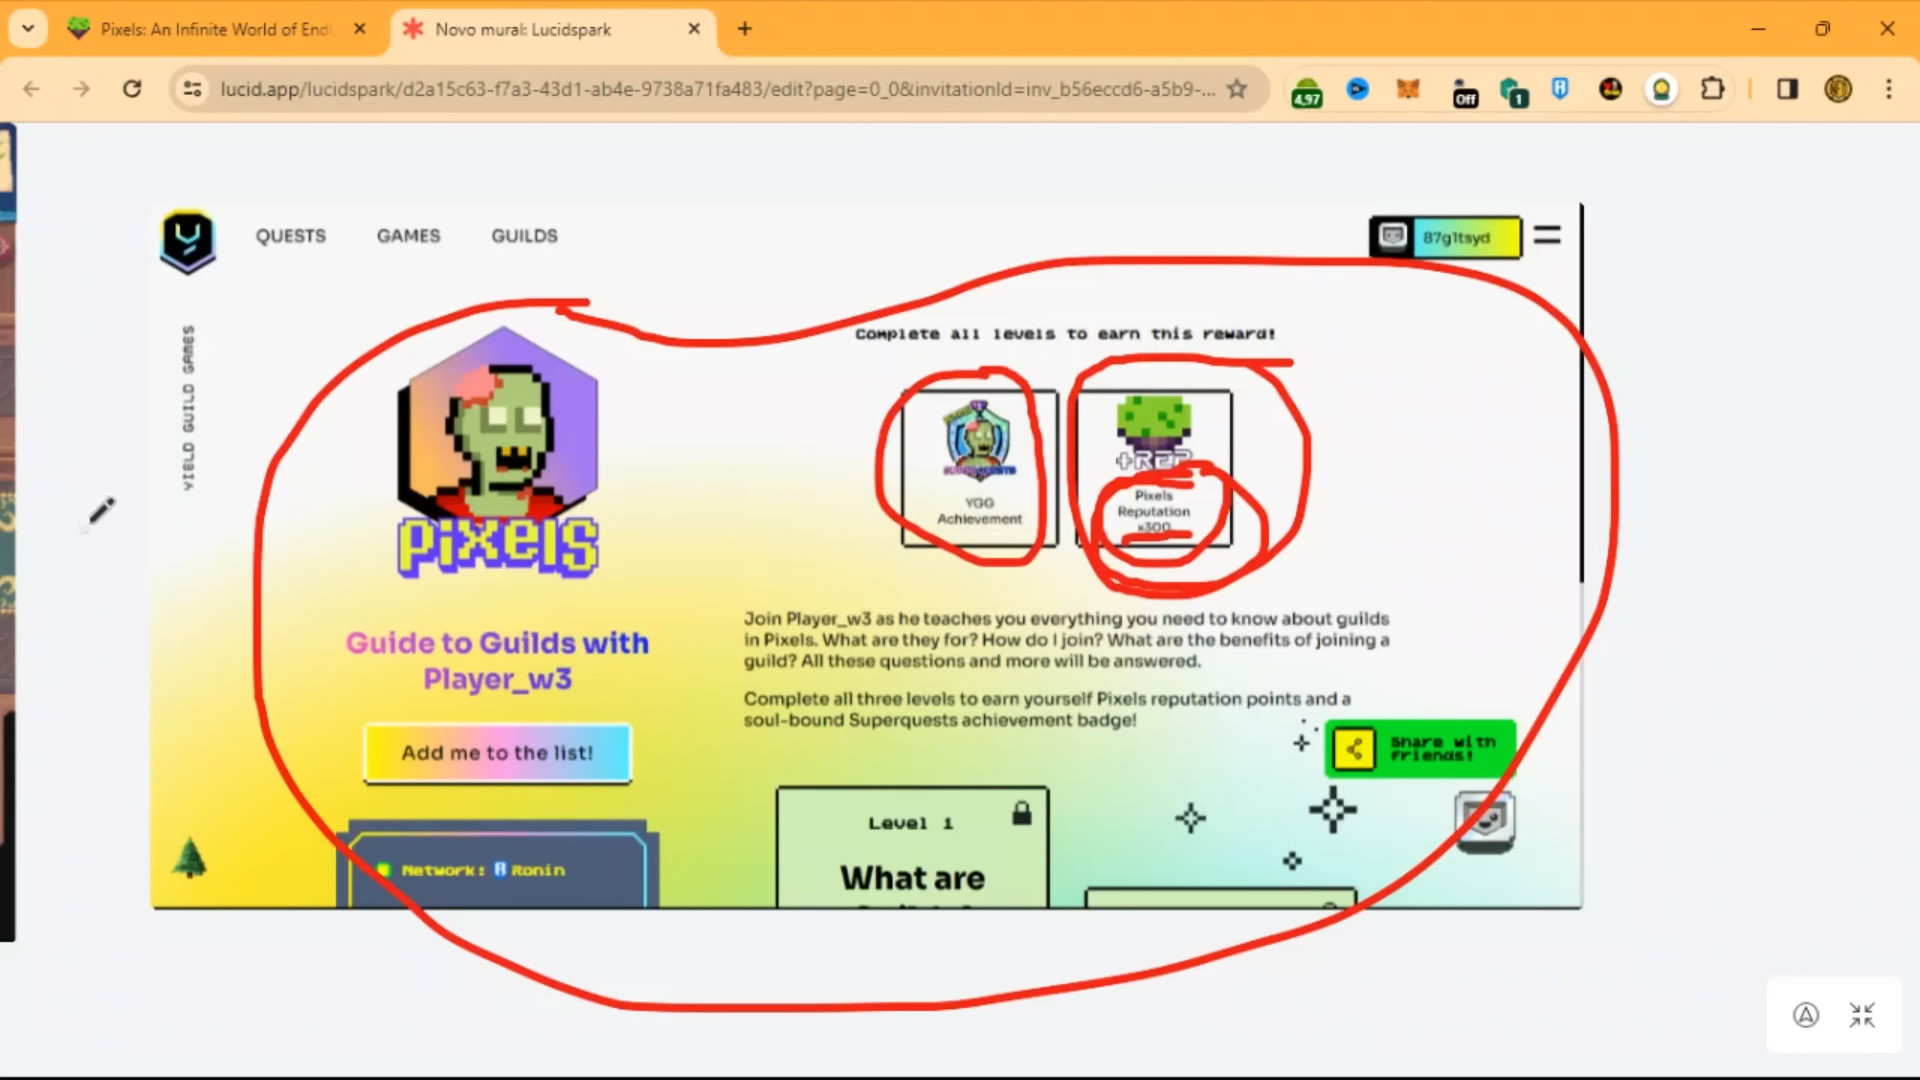 Pixels: An Infinite World of End
Novo mural: Lucidspark
lucid.app/lucidspark/d2a15c63-f7a3-43d1-ab4e-9738a71fa483/edit?page=0_0&invitationId=inv_b56eccd6-a5b9-...
4,97
Off
1
QUESTS GAMES GUILDS
87g1tsyd
YIELD GUILD GAMES
Complete all levels to earn this reward!
+REP
YGG
Achievement
Pixels
Reputation
x300
pixels
Join Player_w3 as he teaches you everything you need to know about guilds
in Pixels. What are they for? How do I join? What are the benefits of joining a
guild? All these questions and more will be answered.
Guide to Guilds with
Player_w3
Complete all three levels to earn yourself Pixels reputation points and a
soul-bound Superquests achievement badge!
Add me to the list!
Share with
friends!
Level 1
What are
Network: Ronin